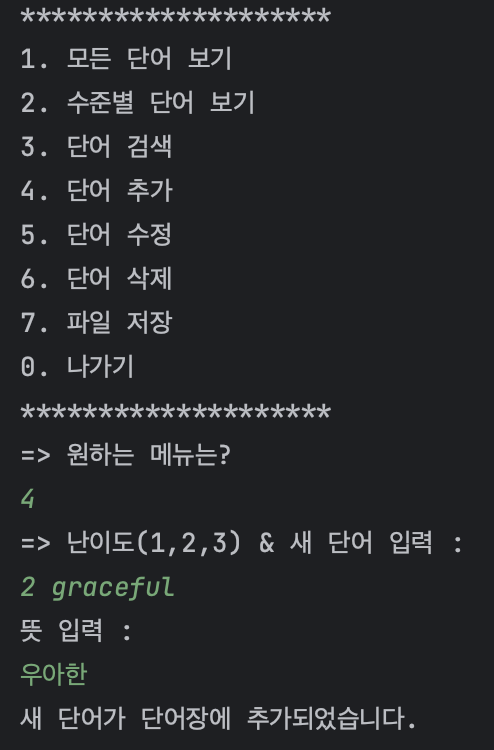 ********************
1. 모든 단어 보기
2. 수준별 단어 보기
3. 단어 검색
4. 단어 추가
5. 단어 수정
6. 단어 삭제
7. 파일 저장
0. 나가기
********************
=> 원하는 메뉴는?
4
=> 난이도(1,2,3) & 새 단어 입력 :
2 graceful
뜻 입력 :
우아한
새 단어가 단어장에 추가되었습니다.